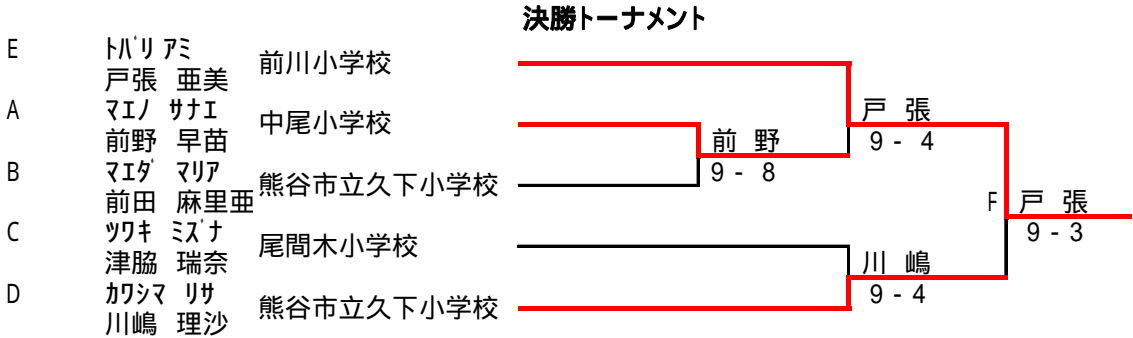 決勝トーナメント
E ﾄﾊﾞﾘ ｱﾐ
戸張 亜美 前川小学校
A ﾏｴﾉ ｻﾅｴ
前野 早苗 中尾小学校
B ﾏｴﾀﾞ ﾏﾘｱ
前田 麻里亜 熊谷市立久下小学校
C ﾂﾜｷ ﾐｽﾞﾅ
津脇 瑞奈 尾間木小学校
D ｶﾜｼﾏ ﾘｻ
川嶋 理沙 熊谷市立久下小学校
前 野
9 - 8
戸 張
9 - 4
川 嶋
9 - 4
F 戸 張
9 - 3